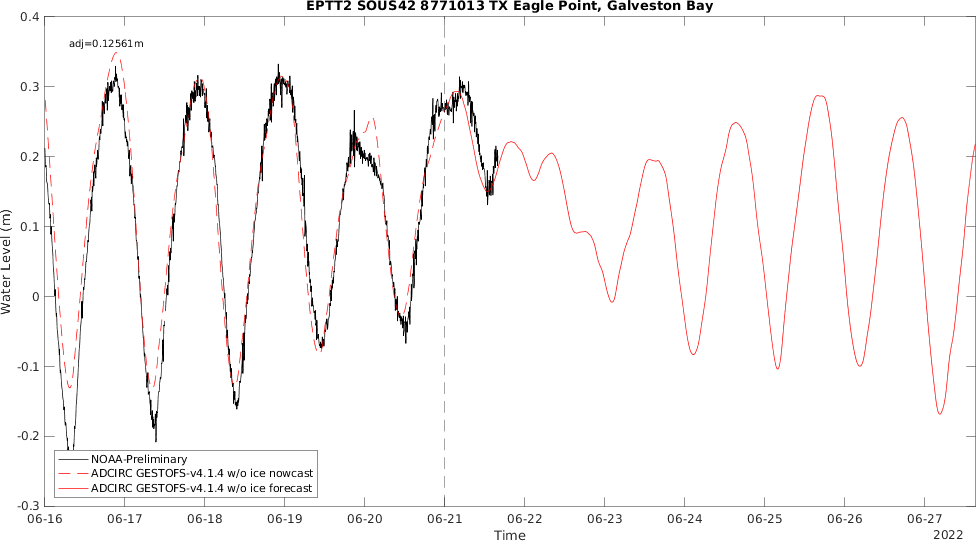 EPTT2 SOUS42 8771013 TX Eagle Point, Galveston Bay
adj=0.12561m
Water Level (m)
0.4
0.3
0.2
0.1
0
-0.1
-0.2
-0.3
NOAA-Preliminary
ADCIRC GESTOFS-v4.1.4 w/o ice nowcast
ADCIRC GESTOFS-v4.1.4 w/o ice forecast
06-16 06-17 06-18 06-19 06-20 06-21 06-22 06-23 06-24 06-25 06-26 06-27
Time
2022